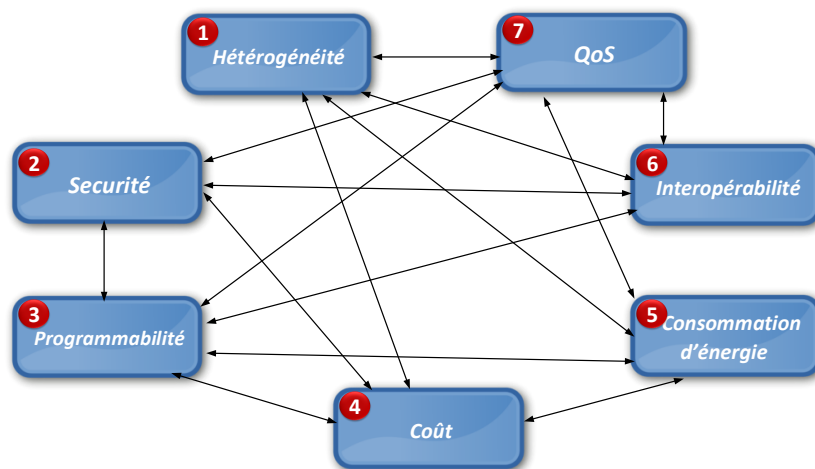 1
Hétérogénéité
7
QoS
2
Securité
6
Interopérabilité
3
Programmabilité
5
Consommation
d'énergie
4
Coût